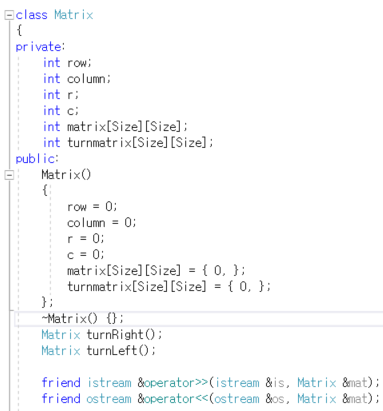 class Matrix
{
private:
    int row;
    int column;
    int r;
    int c;
    int matrix[Size][Size];
    int turnmatrix[Size][Size];
public:
    Matrix()
    {
        row = 0;
        column = 0;
        r = 0;
        c = 0;
        matrix[Size][Size] = { 0, };
        turnmatrix[Size][Size] = { 0, };
    };
    ~Matrix() {};
    Matrix turnRight();
    Matrix turnLeft();
    friend istream &operator>>(istream &is, Matrix &mat);
    friend ostream &operator<<(ostream &os, Matrix &mat);